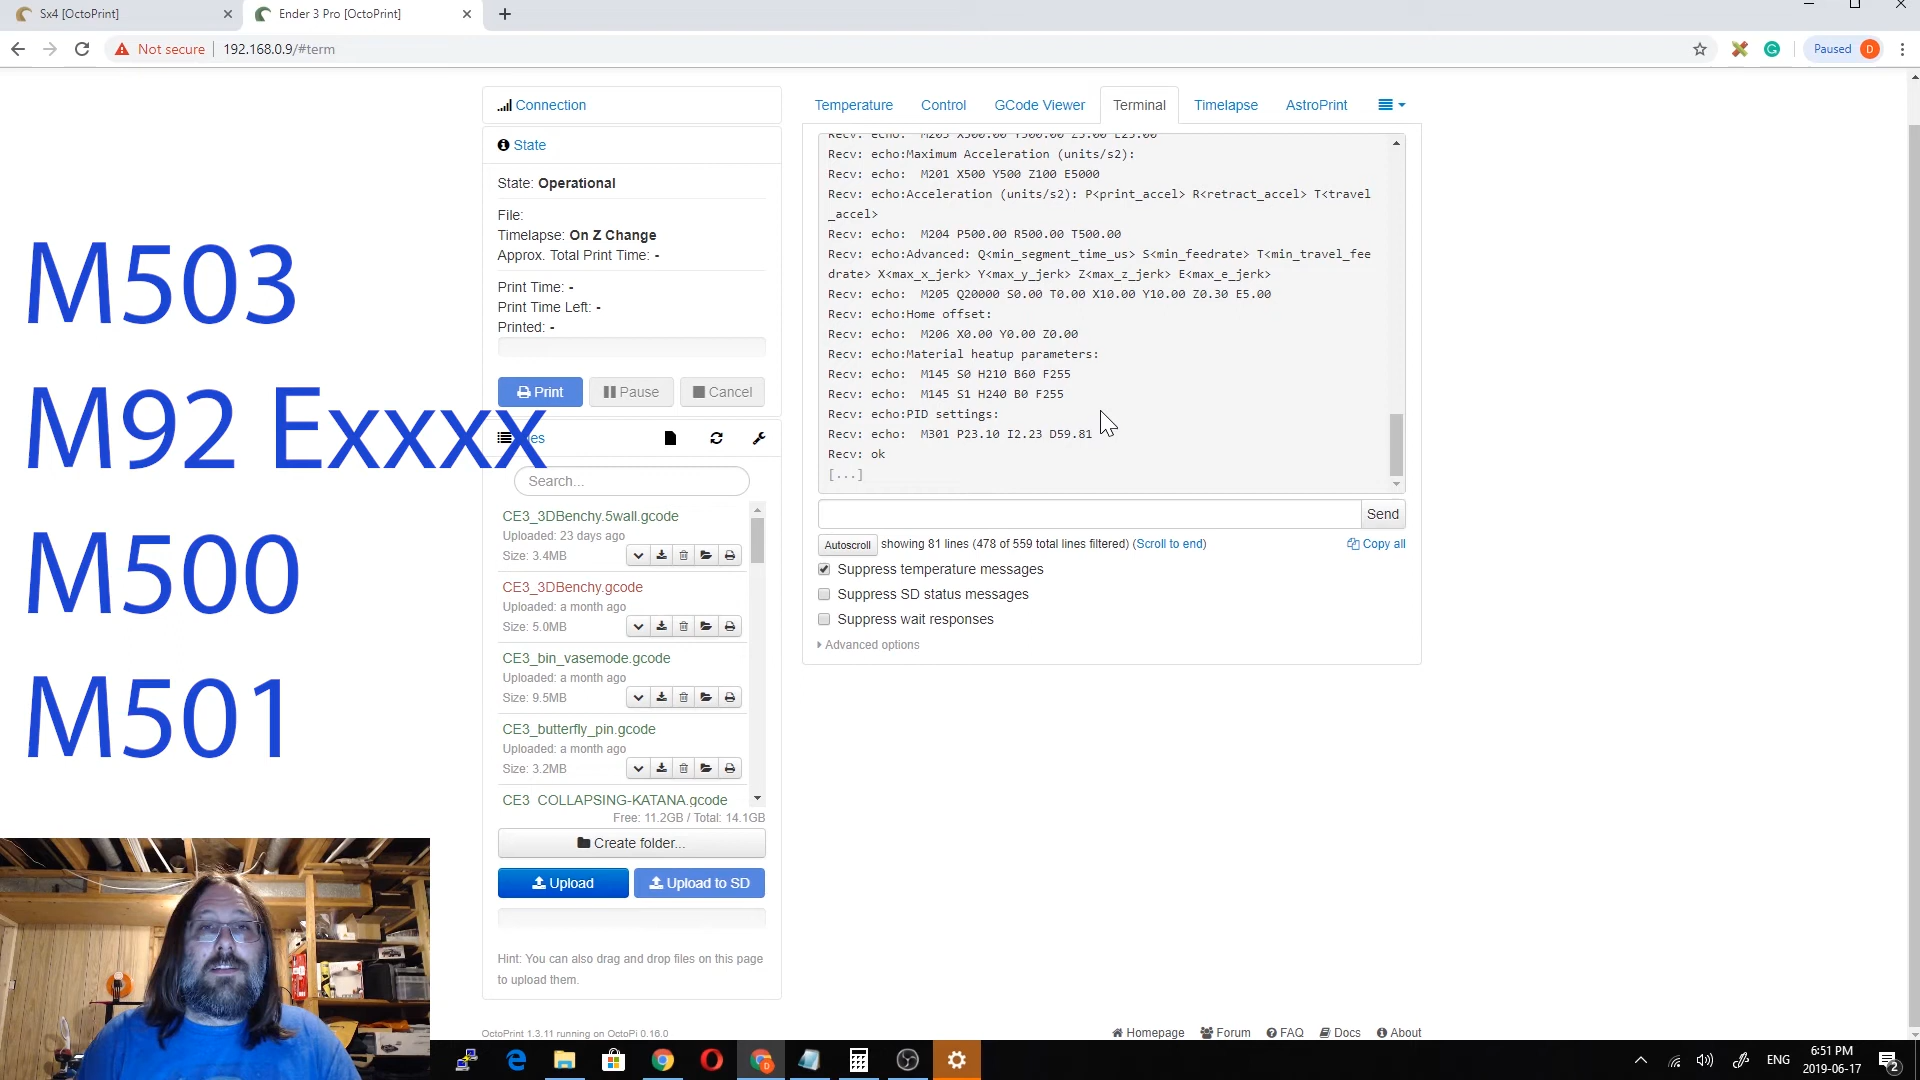 Sx4 [OctoPrint]
Ender 3 Pro [OctoPrint]
Not secure
192.168.0.9/#term
Paused
D
Connection
State
State: Operational
File:
Timelapse: On Z Change
Approx. Total Print Time: -
Print Time: -
Print Time Left: -
Printed: -
Print
Pause
Cancel
M503
M92 Exxxx
M500
M501
Search...
CE3_3DBenchy.5wall.gcode
Uploaded: 23 days ago
Size: 3.4MB
CE3_3DBenchy.gcode
Uploaded: a month ago
Size: 5.0MB
CE3_bin_vasemode.gcode
Uploaded: a month ago
Size: 9.5MB
CE3_butterfly_pin.gcode
Uploaded: a month ago
Size: 3.2MB
CE3_COLLAPSING-KATANA.gcode
Free: 11.2GB / Total: 14.1GB
Create folder...
Upload
Upload to SD
Hint: You can also drag and drop files on this page
to upload them.
OctoPrint 1.3.11 running on OctoPi 0.16.0
Temperature
Control
GCode Viewer
Terminal
Timelapse
AstroPrint
Recv: echo:  M203 X500.00 Y500.00 Z5.00 E25.00
Recv: echo:Maximum Acceleration (units/s2):
Recv: echo:  M201 X500 Y500 Z100 E5000
Recv: echo:Acceleration (units/s2): P<print_accel> R<retract_accel> T<travel
_accel>
Recv: echo:  M204 P500.00 R500.00 T500.00
Recv: echo:Advanced: Q<min_segment_time_us> S<min_feedrate> T<min_travel_fee
drate> X<max_x_jerk> Y<max_y_jerk> Z<max_z_jerk> E<max_e_jerk>
Recv: echo:  M205 Q20000 S0.00 T0.00 X10.00 Y10.00 Z0.30 E5.00
Recv: echo:Home offset:
Recv: echo:  M206 X0.00 Y0.00 Z0.00
Recv: echo:Material heatup parameters:
Recv: echo:  M145 S0 H210 B60 F255
Recv: echo:  M145 S1 H240 B0 F255
Recv: echo:PID settings:
Recv: echo:  M301 P23.10 I2.23 D59.81
Recv: ok
[...]
Send
Autoscroll showing 81 lines (478 of 559 total lines filtered) (Scroll to end)
Copy all
Suppress temperature messages
Suppress SD status messages
Suppress wait responses
Advanced options
Homepage
Forum
FAQ
Docs
About
ENG
6:51 PM
2019-06-17
2